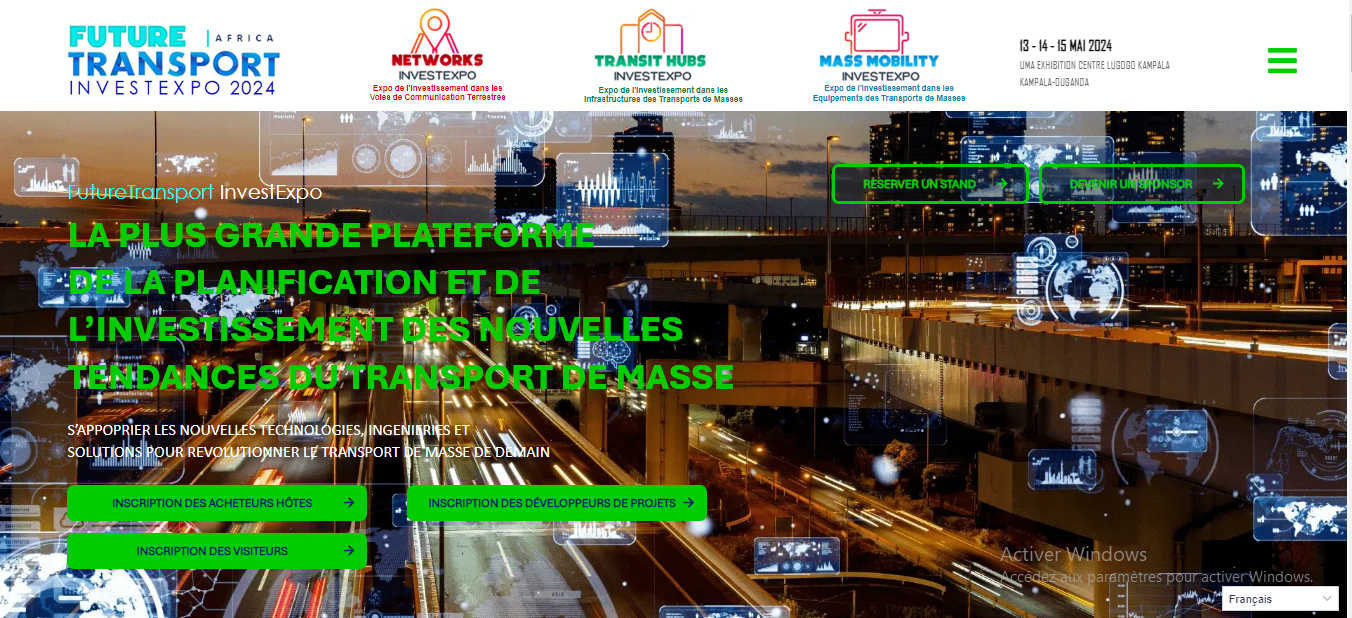 FUTURE | AFRICA
TRANSPORT
INVESTEXPO 2024
NETWORKS
INVESTEXPO
Expo de l'Investissement dans les
Voies de Communication Terrestres
TRANSIT HUBS
INVESTEXPO
Expo de l'Investissement dans les
Infrastructures des Transports de Masses
MASS MOBILITY
INVESTEXPO
Expo de l'Investissement dans les
Equipements des Transports de Masses
13 - 14 - 15 MAI 2024
UMA EXHIBITION CENTRE LUGOGO KAMPALA
KAMPALA-OUGANDA
RÉSERVER UN STAND →
DEVENIR UN SPONSOR →
FutureTransport InvestExpo
LA PLUS GRANDE PLATEFORME
DE LA PLANIFICATION ET DE
L'INVESTISSEMENT DES NOUVELLES
TENDANCES DU TRANSPORT DE MASSE
S'APPOPRIER LES NOUVELLES TECHNOLOGIES, INGENIERIES ET
SOLUTIONS POUR REVOLUTIONNER LE TRANSPORT DE MASSE DE DEMAIN
INSCRIPTION DES ACHETEURS HÔTES →
INSCRIPTION DES DÉVELOPPEURS DE PROJETS →
INSCRIPTION DES VISITEURS →
Activer Windows
Accédez aux paramètres pour activer Windows.
Français